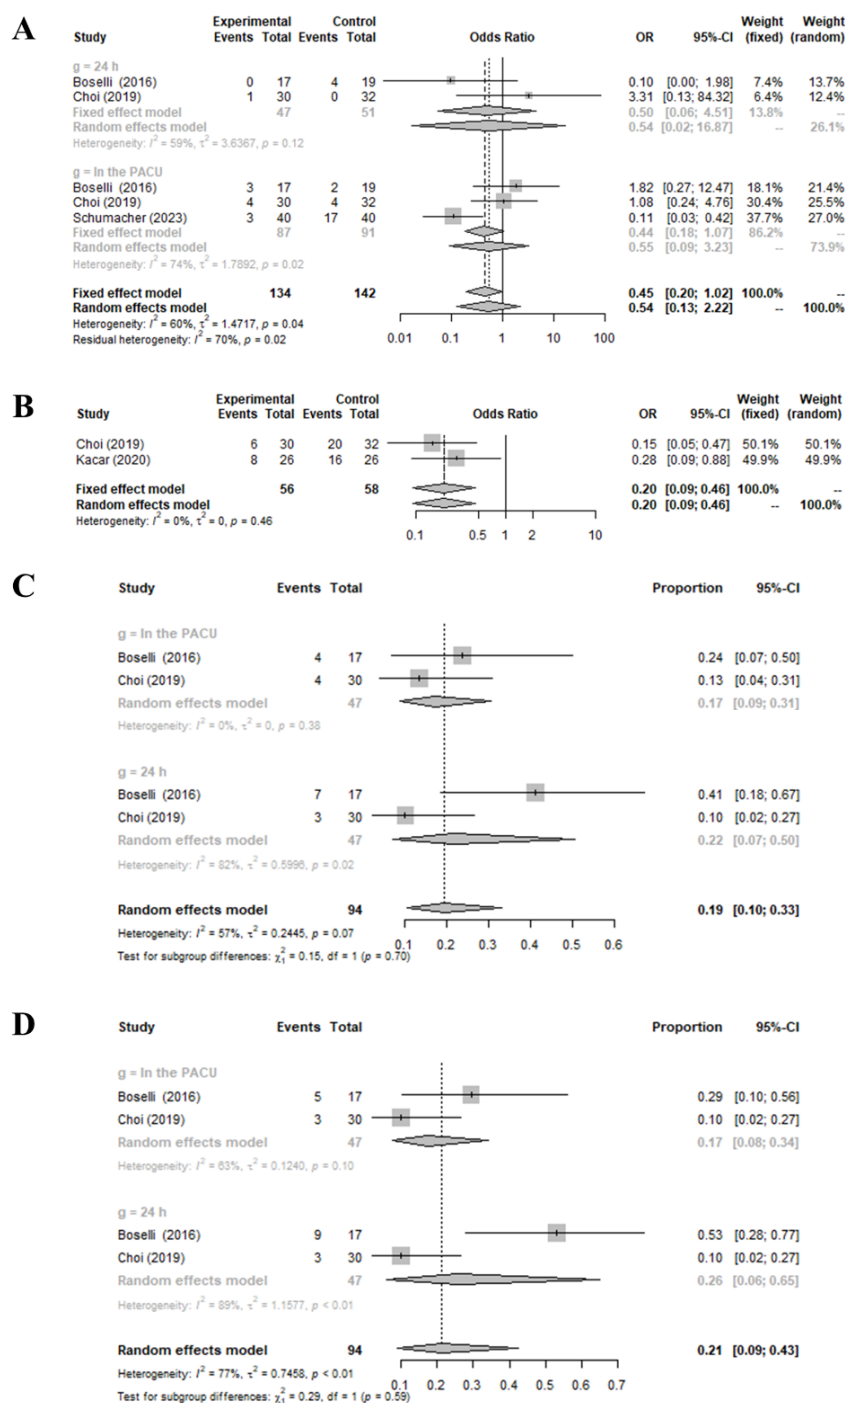 A
Experimental Control Weight Weight
Study Events Total Events Total Odds Ratio OR 95%-CI (fixed) (random)
g = 24 h
Boselli (2016) 0 17 4 19 0.10 [0.00; 1.98] 7.4% 13.7%
Choi (2019) 1 30 0 32 3.31 [0.13; 84.32] 6.4% 12.4%
Fixed effect model 47 51 0.50 [0.06; 4.51] 13.8% --
Random effects model 0.54 [0.02; 16.87] -- 26.1%
Heterogeneity: I² = 59%, τ² = 3.6367, p = 0.12
g = In the PACU
Boselli (2016) 3 17 2 19 1.82 [0.27; 12.47] 18.1% 21.4%
Choi (2019) 4 30 4 32 1.08 [0.24; 4.76] 30.4% 25.5%
Schumacher (2023) 3 40 17 40 0.11 [0.03; 0.42] 37.7% 27.0%
Fixed effect model 87 91 0.44 [0.18; 1.07] 86.2% --
Random effects model 0.55 [0.09; 3.23] -- 73.9%
Heterogeneity: I² = 74%, τ² = 1.7892, p = 0.02
Fixed effect model 134 142 0.45 [0.20; 1.02] 100.0% --
Random effects model 0.54 [0.13; 2.22] -- 100.0%
Heterogeneity: I² = 60%, τ² = 1.4717, p = 0.04
Residual heterogeneity: I² = 70%, p = 0.02
0.01 0.1 1 10 100
B
Experimental Control Weight Weight
Study Events Total Events Total Odds Ratio OR 95%-CI (fixed) (random)
Choi (2019) 6 30 20 32 0.15 [0.05; 0.47] 50.1% 50.1%
Kacar (2020) 8 26 16 26 0.28 [0.09; 0.88] 49.9% 49.9%
Fixed effect model 56 58 0.20 [0.09; 0.46] 100.0% --
Random effects model 0.20 [0.09; 0.46] -- 100.0%
Heterogeneity: I² = 0%, τ² = 0, p = 0.46
0.1 0.5 1 2 10
C
Study Events Total Proportion 95%-CI
g = In the PACU
Boselli (2016) 4 17 0.24 [0.07; 0.50]
Choi (2019) 4 30 0.13 [0.04; 0.31]
Random effects model 47 0.17 [0.09; 0.31]
Heterogeneity: I² = 0%, τ² = 0, p = 0.38
g = 24 h
Boselli (2016) 7 17 0.41 [0.18; 0.67]
Choi (2019) 3 30 0.10 [0.02; 0.27]
Random effects model 47 0.22 [0.07; 0.50]
Heterogeneity: I² = 82%, τ² = 0.5996, p = 0.02
Random effects model 94 0.19 [0.10; 0.33]
Heterogeneity: I² = 57%, τ² = 0.2445, p = 0.07
0.1 0.2 0.3 0.4 0.5 0.6
Test for subgroup differences: χ₁² = 0.15, df = 1 (p = 0.70)
D
Study Events Total Proportion 95%-CI
g = In the PACU
Boselli (2016) 5 17 0.29 [0.10; 0.56]
Choi (2019) 3 30 0.10 [0.02; 0.27]
Random effects model 47 0.17 [0.08; 0.34]
Heterogeneity: I² = 63%, τ² = 0.1240, p = 0.10
g = 24 h
Boselli (2016) 9 17 0.53 [0.28; 0.77]
Choi (2019) 3 30 0.10 [0.02; 0.27]
Random effects model 47 0.26 [0.06; 0.65]
Heterogeneity: I² = 89%, τ² = 1.1577, p < 0.01
Random effects model 94 0.21 [0.09; 0.43]
Heterogeneity: I² = 77%, τ² = 0.7458, p < 0.01
0.1 0.2 0.3 0.4 0.5 0.6 0.7
Test for subgroup differences: χ₁² = 0.29, df = 1 (p = 0.59)